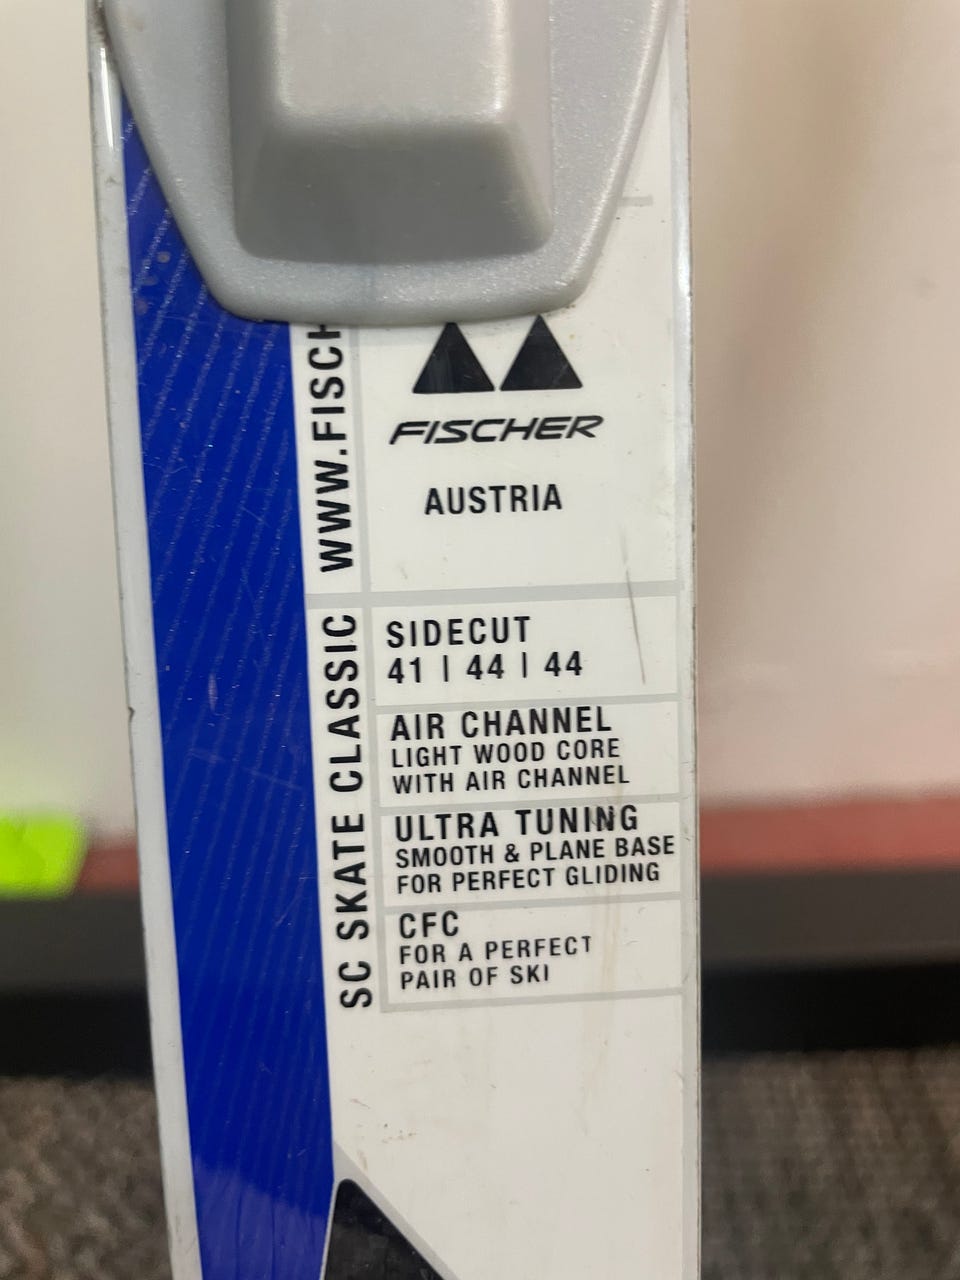 FISCHER
AUSTRIA
WWW.FISCH
SC SKATE CLASSIC
SIDECUT
41 | 44 | 44
AIR CHANNEL
LIGHT WOOD CORE
WITH AIR CHANNEL
ULTRA TUNING
SMOOTH & PLANE BASE
FOR PERFECT GLIDING
CFC
FOR A PERFECT
PAIR OF SKI